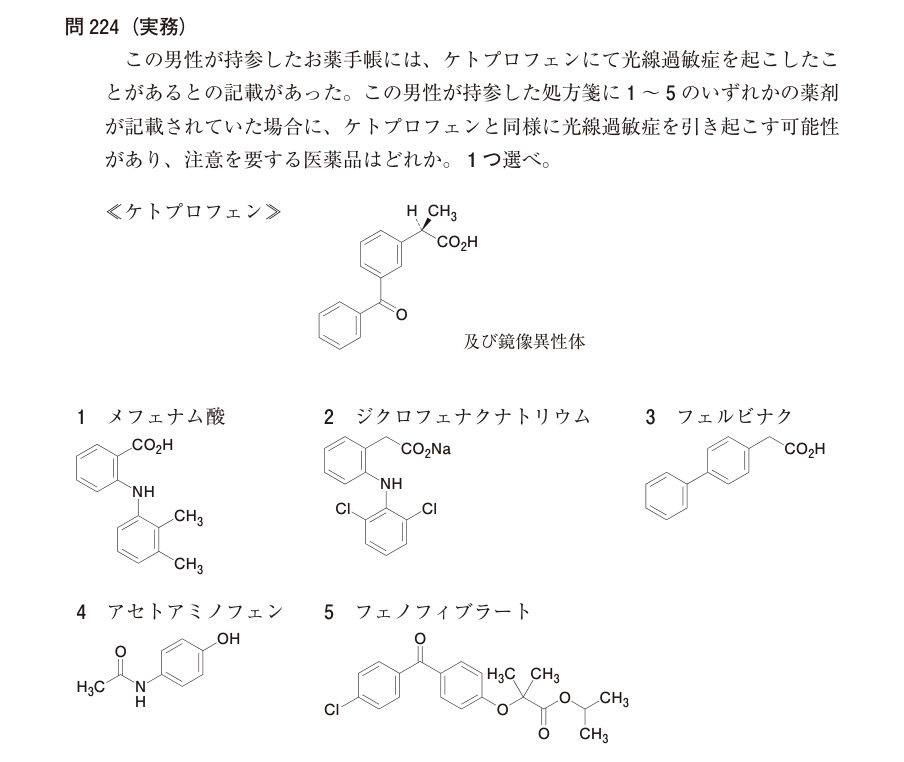 問 224（実務）
この男性が持参したお薬手帳には、ケトプロフェンにて光線過敏症を起こしたこ
とがあるとの記載があった。この男性が持参した処方箋に 1 ～ 5 のいずれかの薬剤
が記載されていた場合に、ケトプロフェンと同様に光線過敏症を引き起こす可能性
があり、注意を要する医薬品はどれか。1つ選べ。
≪ケトプロフェン≫
H CH3
CO2H
O
及び鏡像異性体
1 メフェナム酸
CO2H
NH
CH3
CH3
2 ジクロフェナクナトリウム
CO2Na
NH
Cl Cl
3 フェルビナク
CO2H
4 アセトアミノフェン
OH
O
H3C N
H
5 フェノフィブラート
O
H3C CH3
O CH3
Cl O
O CH3